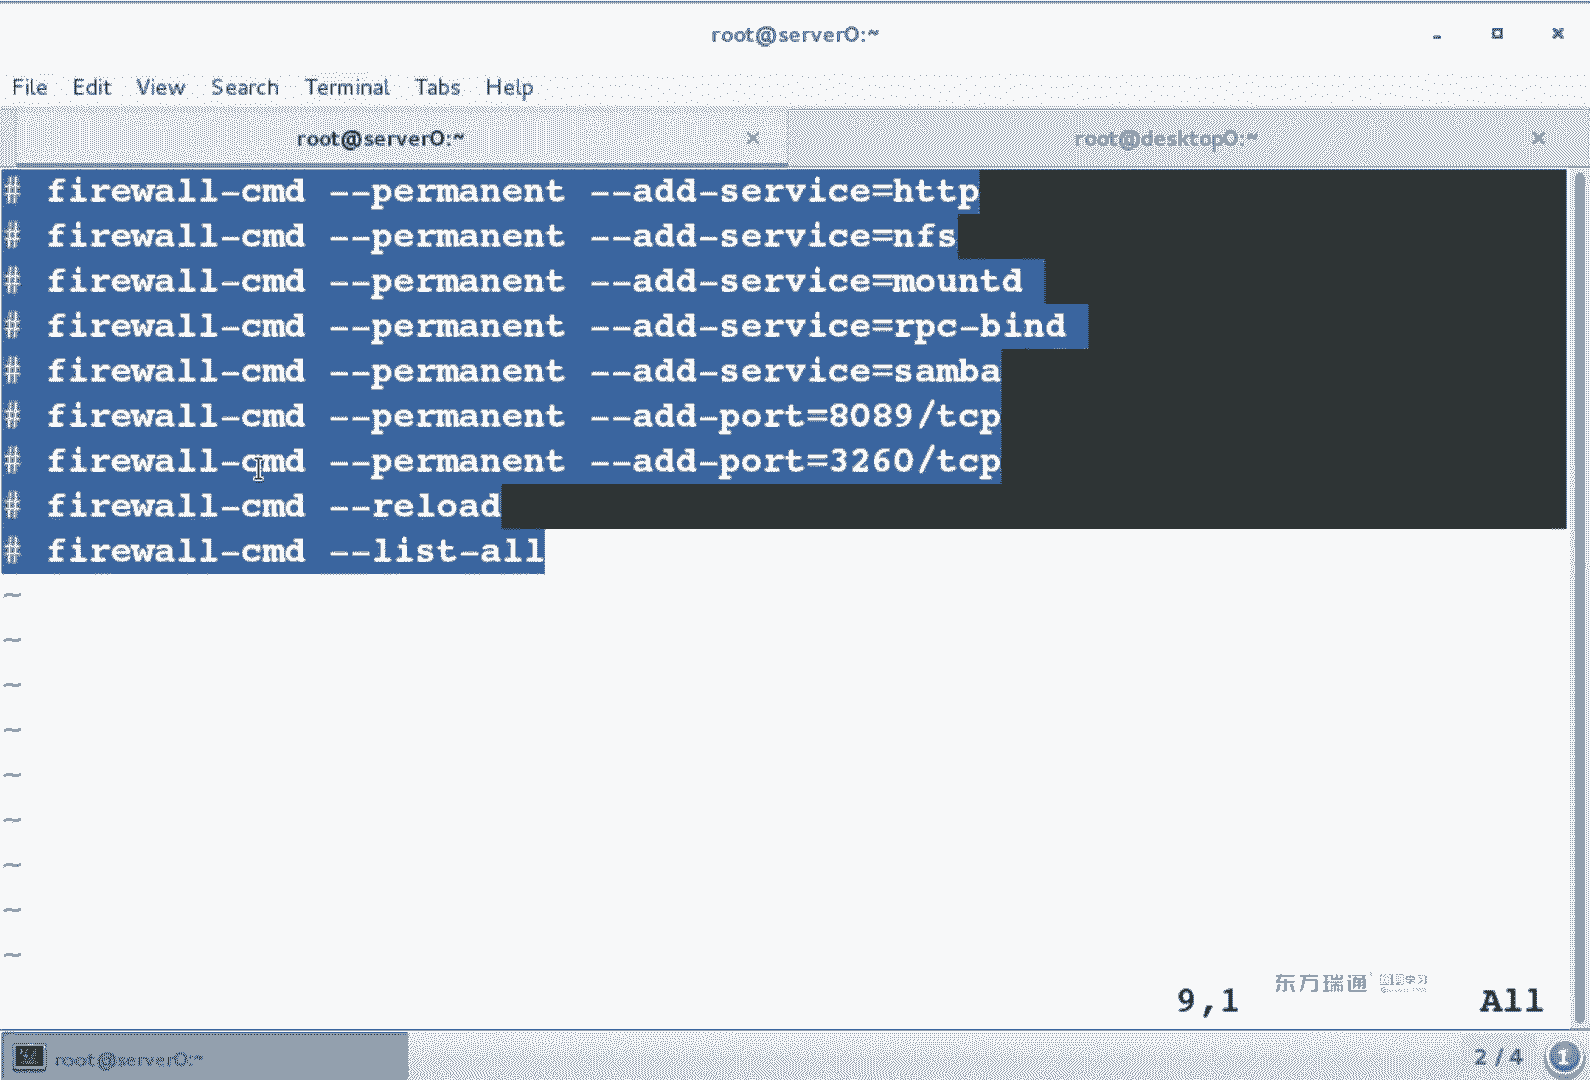 root@server0:~
File Edit View Search Terminal Tabs Help
root@server0:~ root@desktop0:~
# firewall-cmd --permanent --add-service=http
# firewall-cmd --permanent --add-service=nfs
# firewall-cmd --permanent --add-service=mountd
# firewall-cmd --permanent --add-service=rpc-bind
# firewall-cmd --permanent --add-service=samba
# firewall-cmd --permanent --add-port=8089/tcp
# firewall-cmd --permanent --add-port=3260/tcp
# firewall-cmd --reload
# firewall-cmd --list-all
~
~
~
~
~
~
~
~
~
东方瑞通
9,1 All
root@server0:~ 2 / 4 1